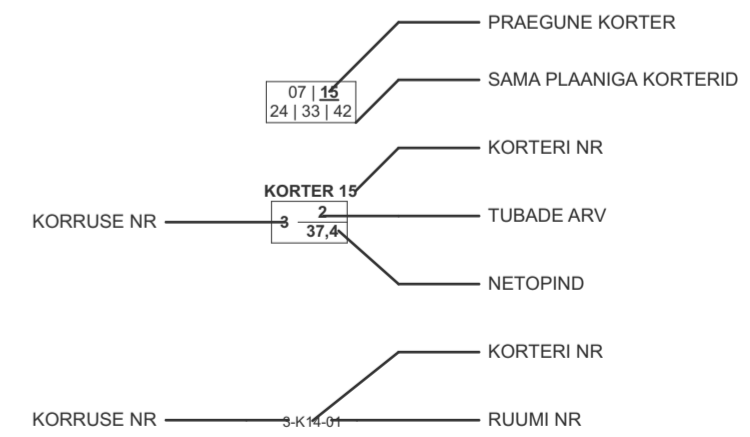 PRAEGUNE KORTER
07 | 15
24 | 33 | 42
SAMA PLAANIGA KORTERID
KORTERI NR
KORTER 15
KORRUSE NR
3
2
37,4
TUBADE ARV
NETOPIND
KORTERI NR
KORRUSE NR
3-K14-01
RUUMI NR